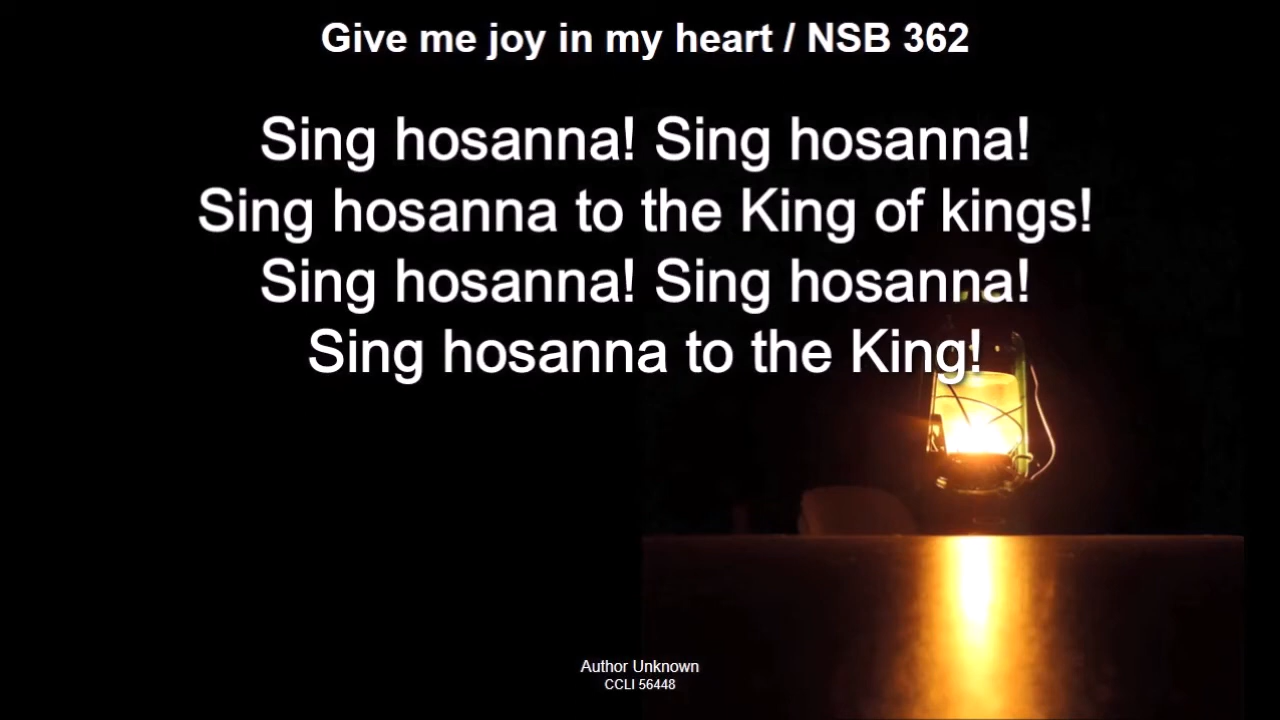 Give me joy in my heart / NSB 362
Sing hosanna! Sing hosanna!
Sing hosanna to the King of kings!
Sing hosanna! Sing hosanna!
Sing hosanna to the King!
Author Unknown
CCLI 56448